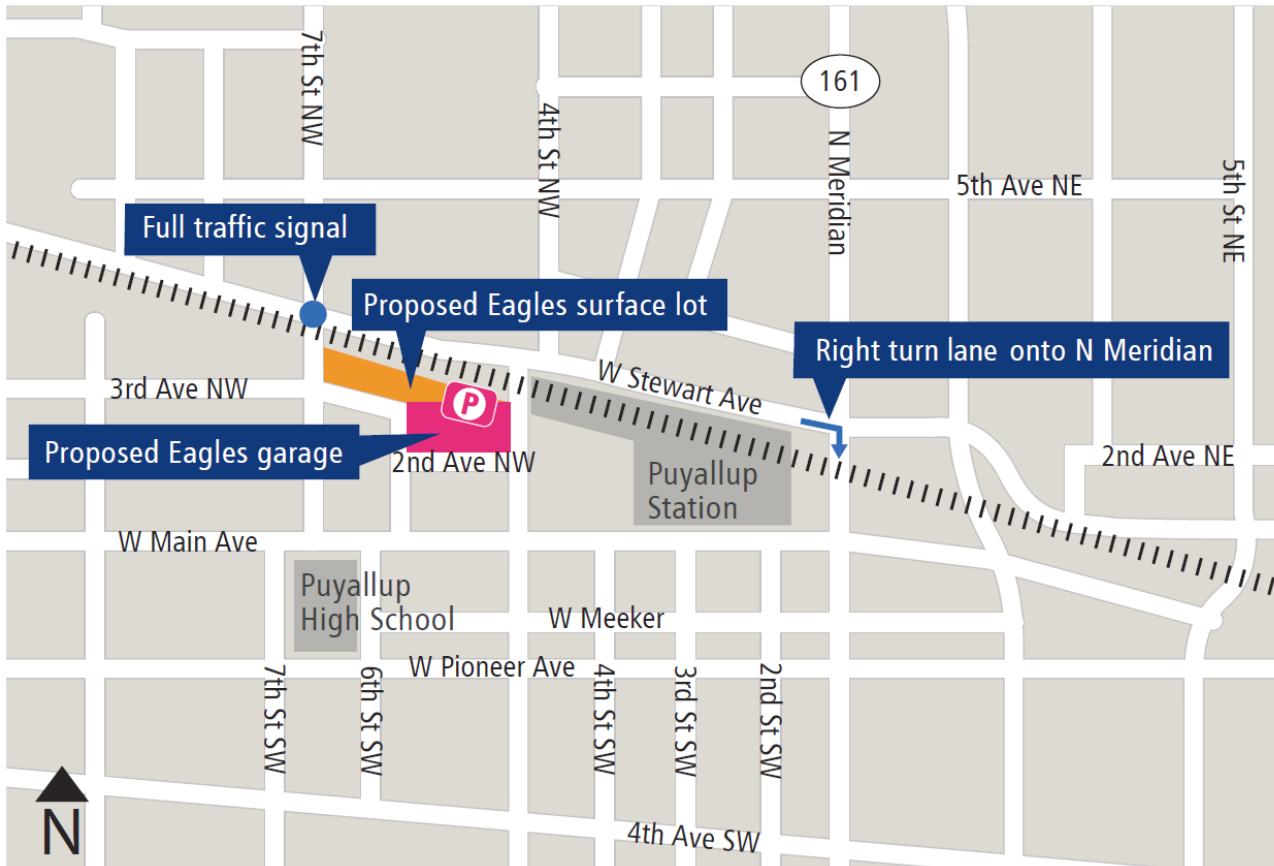 7th St NW
161
4th St NW
N Meridian
5th Ave NE
5th St NE
Full traffic signal
Proposed Eagles surface lot
Right turn lane onto N Meridian
W Stewart Ave
3rd Ave NW
P
Proposed Eagles garage
2nd Ave NW
2nd Ave NE
Puyallup
Station
W Main Ave
Puyallup
High School
W Meeker
W Pioneer Ave
7th St SW
6th St SW
4th St SW
3rd St SW
2nd St SW
4th Ave SW
N